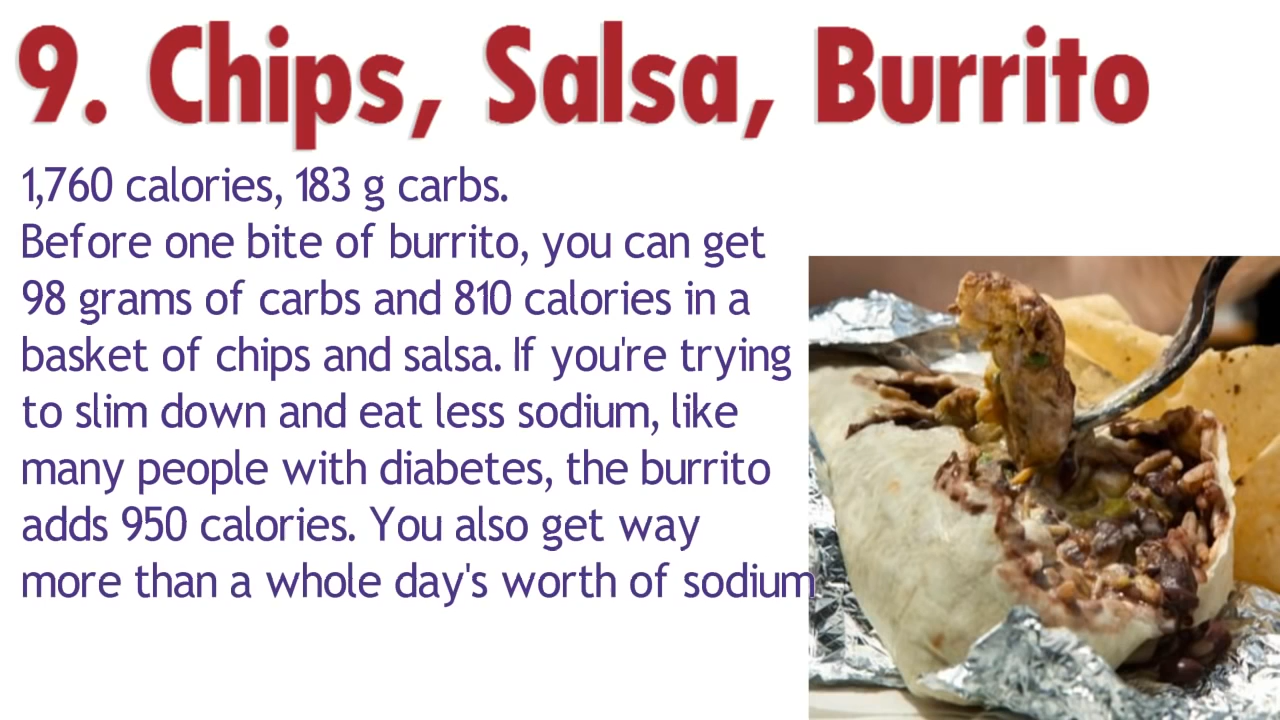 9. Chips, Salsa, Burrito
1,760 calories, 183 g carbs.
Before one bite of burrito, you can get
98 grams of carbs and 810 calories in a
basket of chips and salsa. If you're trying
to slim down and eat less sodium, like
many people with diabetes, the burrito
adds 950 calories. You also get way
more than a whole day's worth of sodium